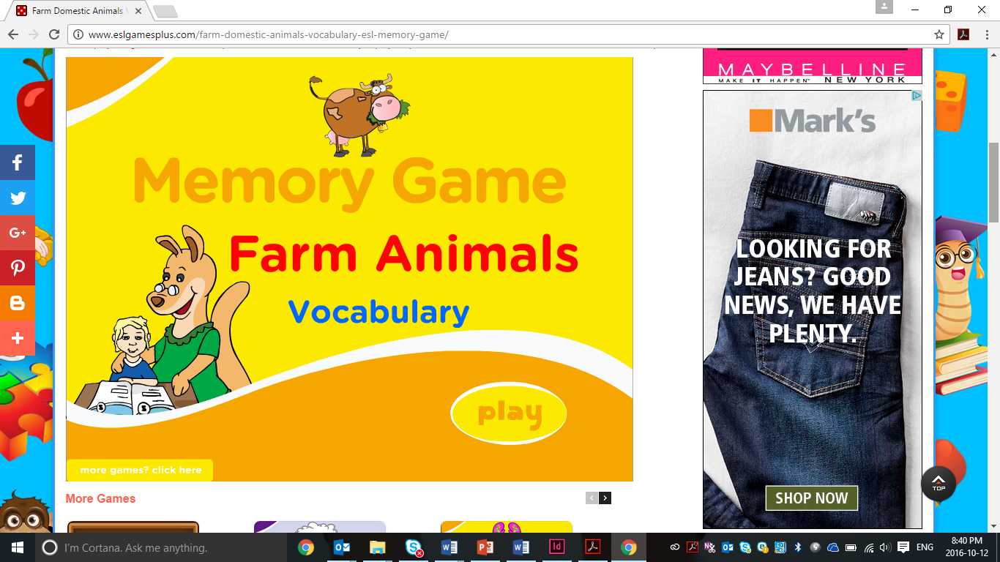 Farm Domestic Animals
www.eslgamesplus.com/farm-domestic-animals-vocabulary-esl-memory-game/
Memory Game
Farm Animals
Vocabulary
play
more games? click here
More Games
MAYBELLINE
MAKE IT HAPPEN™ NEW YORK
Mark's
LOOKING FOR
JEANS? GOOD
NEWS, WE HAVE
PLENTY.
SHOP NOW
TOP
I'm Cortana. Ask me anything.
ENG
8:40 PM
2016-10-12